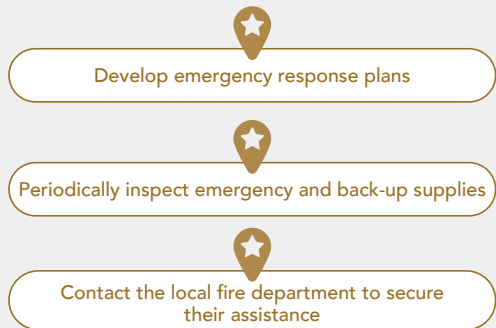 Develop emergency response plans
Periodically inspect emergency and back-up supplies
Contact the local fire department to secure
their assistance